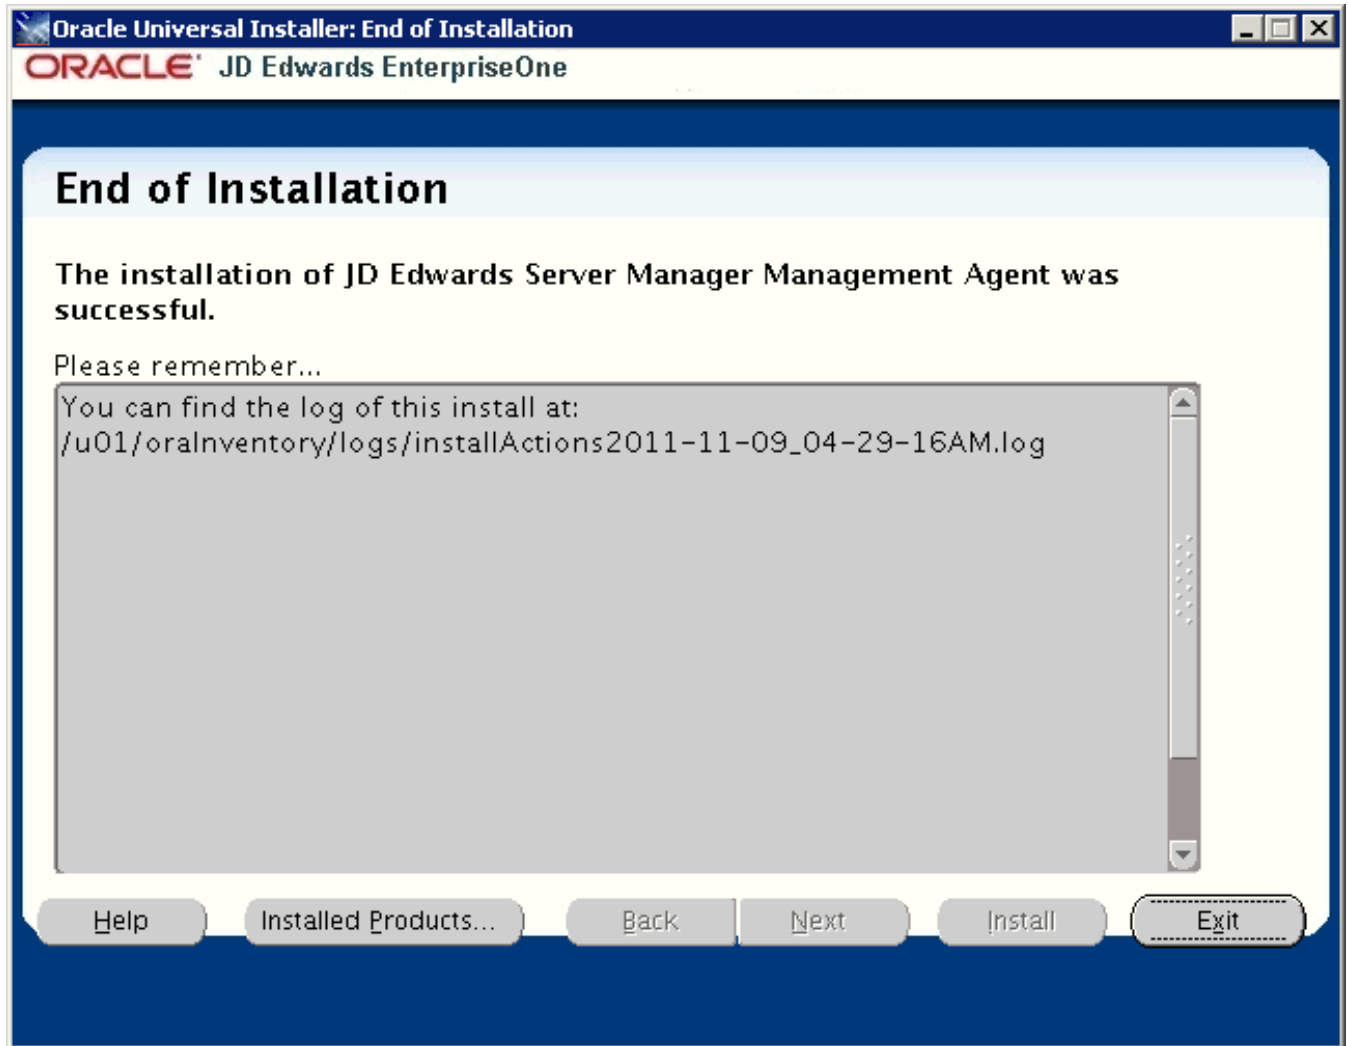 Oracle Universal Installer: End of Installation
ORACLE JD Edwards EnterpriseOne
End of Installation
The installation of JD Edwards Server Manager Management Agent was
successful.
Please remember...
You can find the log of this install at:
/u01/oraInventory/logs/installActions2011-11-09_04-29-16AM.log
Help Installed Products... Back Next Install Exit